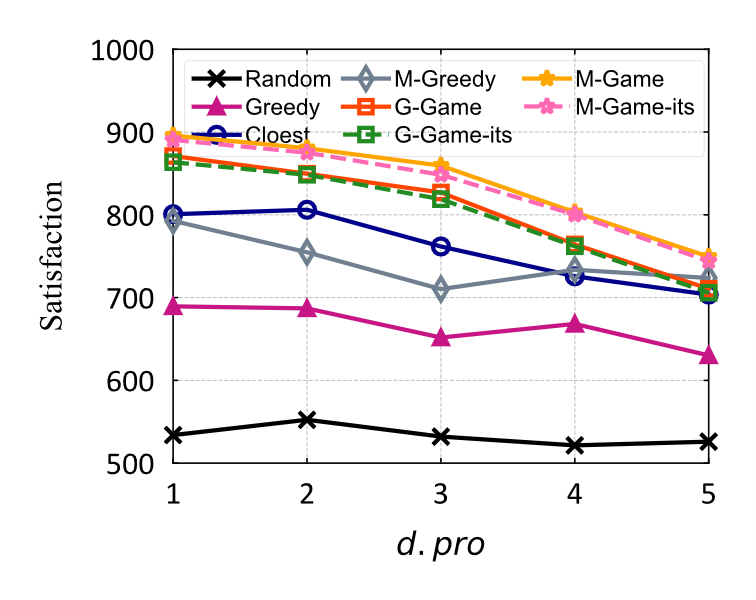 1000
900
800
700
600
500
Satisfaction
Random M-Greedy M-Game
Greedy G-Game M-Game-its
Cloest G-Game-its
1 2 3 4 5
d.pro